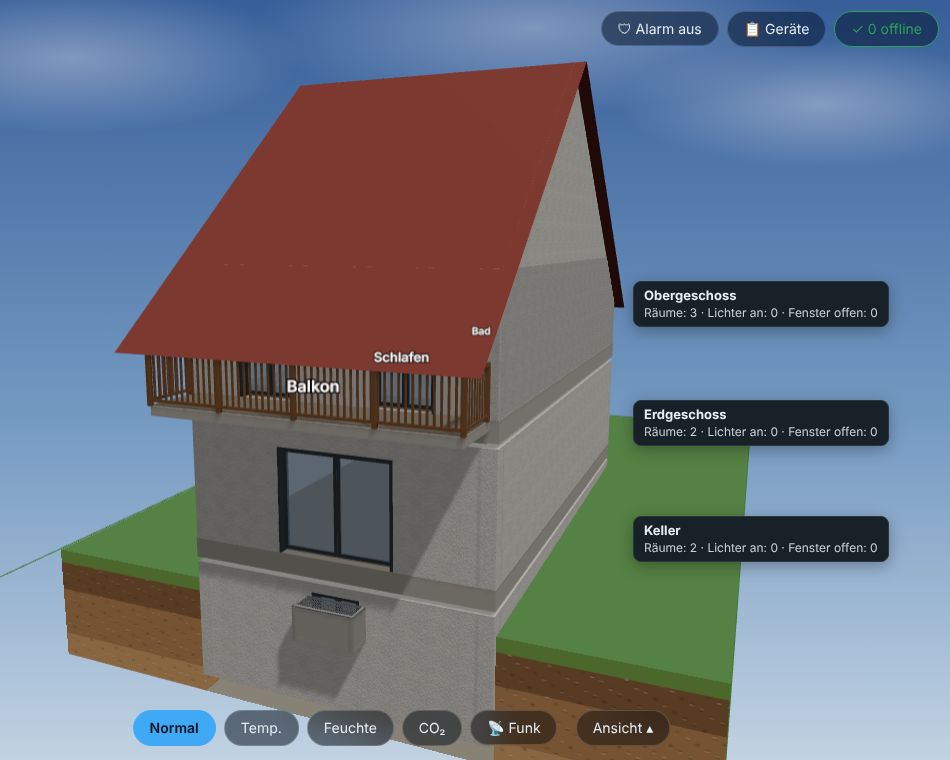 🛡 Alarm aus
📋 Geräte
✓ 0 offline
Obergeschoss
Räume: 3 · Lichter an: 0 · Fenster offen: 0
Bad
Schlafen
Balkon
Erdgeschoss
Räume: 2 · Lichter an: 0 · Fenster offen: 0
Keller
Räume: 2 · Lichter an: 0 · Fenster offen: 0
Normal
Temp.
Feuchte
CO₂
📡 Funk
Ansicht ▴